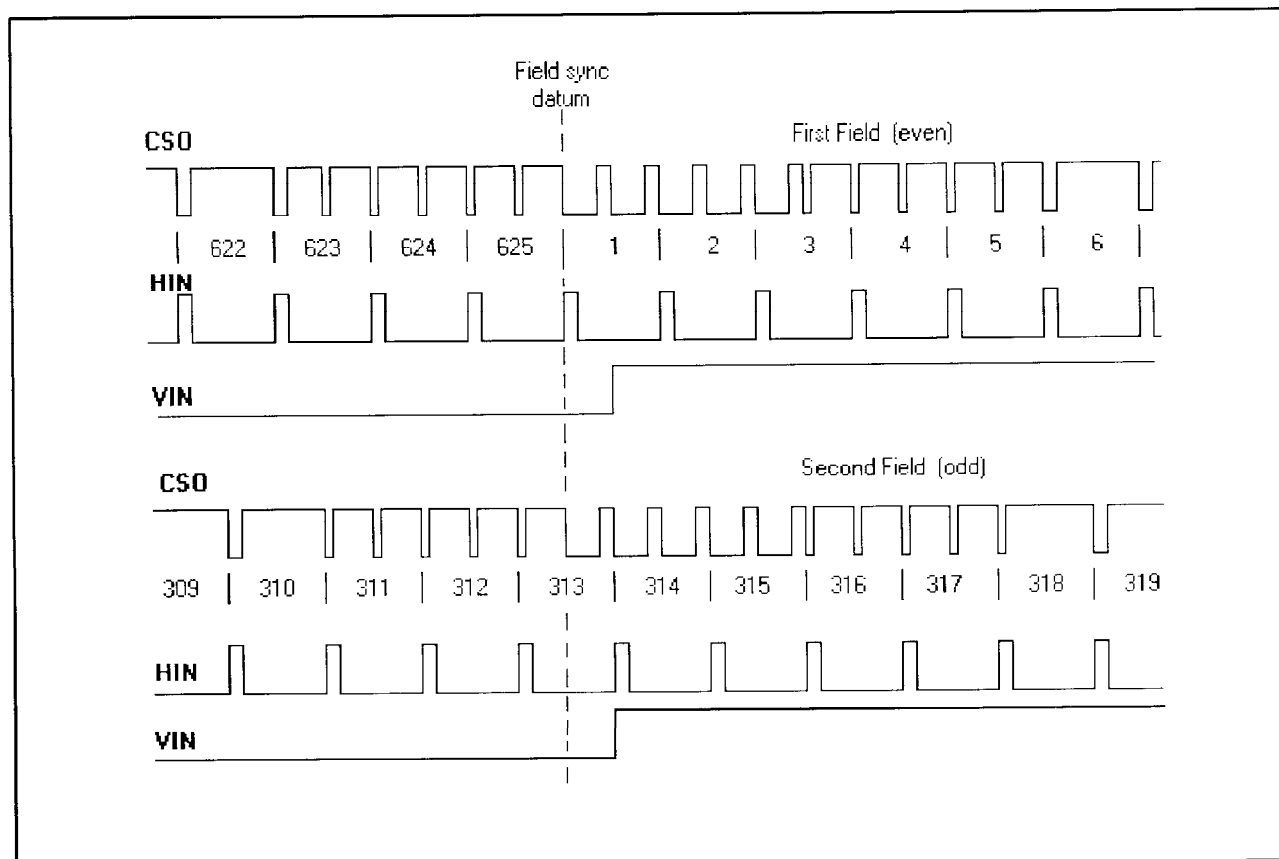 Field sync
datum
CSO
First Field (even)
622 623 624 625 1 2 3 4 5 6
HIN
VIN
Second Field (odd)
CSO
309 310 311 312 313 314 315 316 317 318 319
HIN
VIN